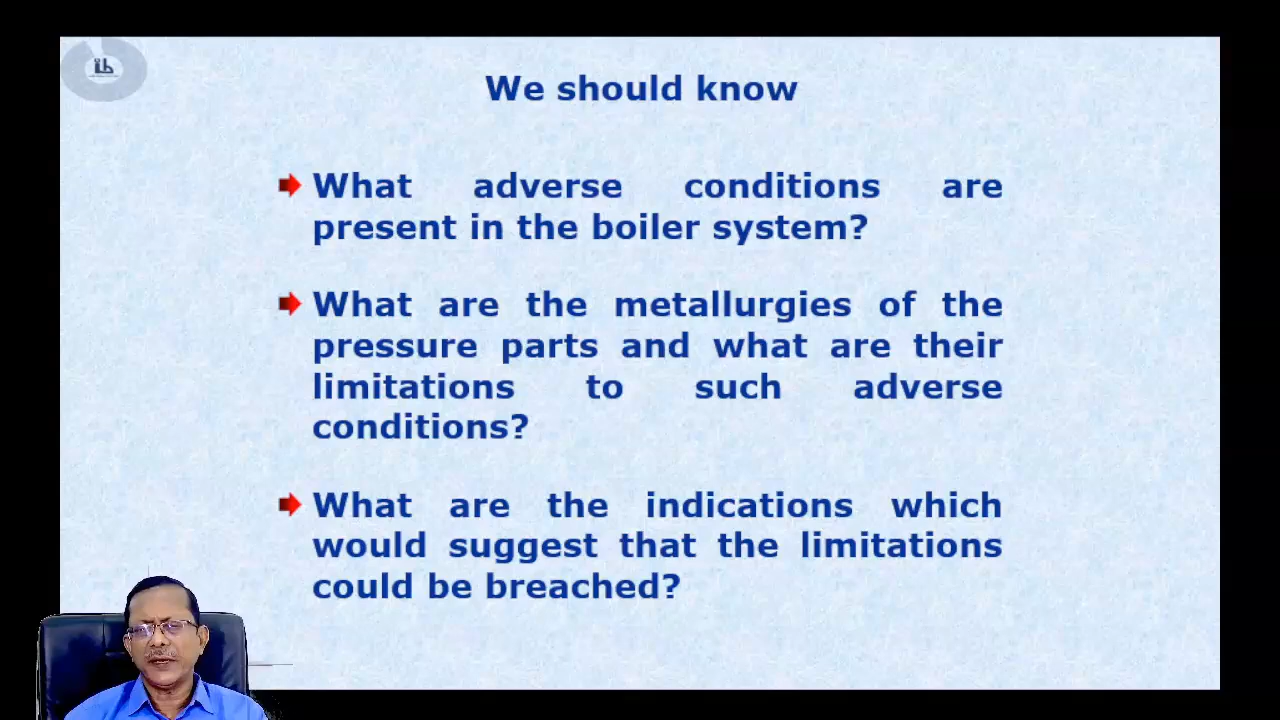 We should know
What adverse conditions are
present in the boiler system?
What are the metallurgies of the
pressure parts and what are their
limitations to such adverse
conditions?
What are the indications which
would suggest that the limitations
could be breached?